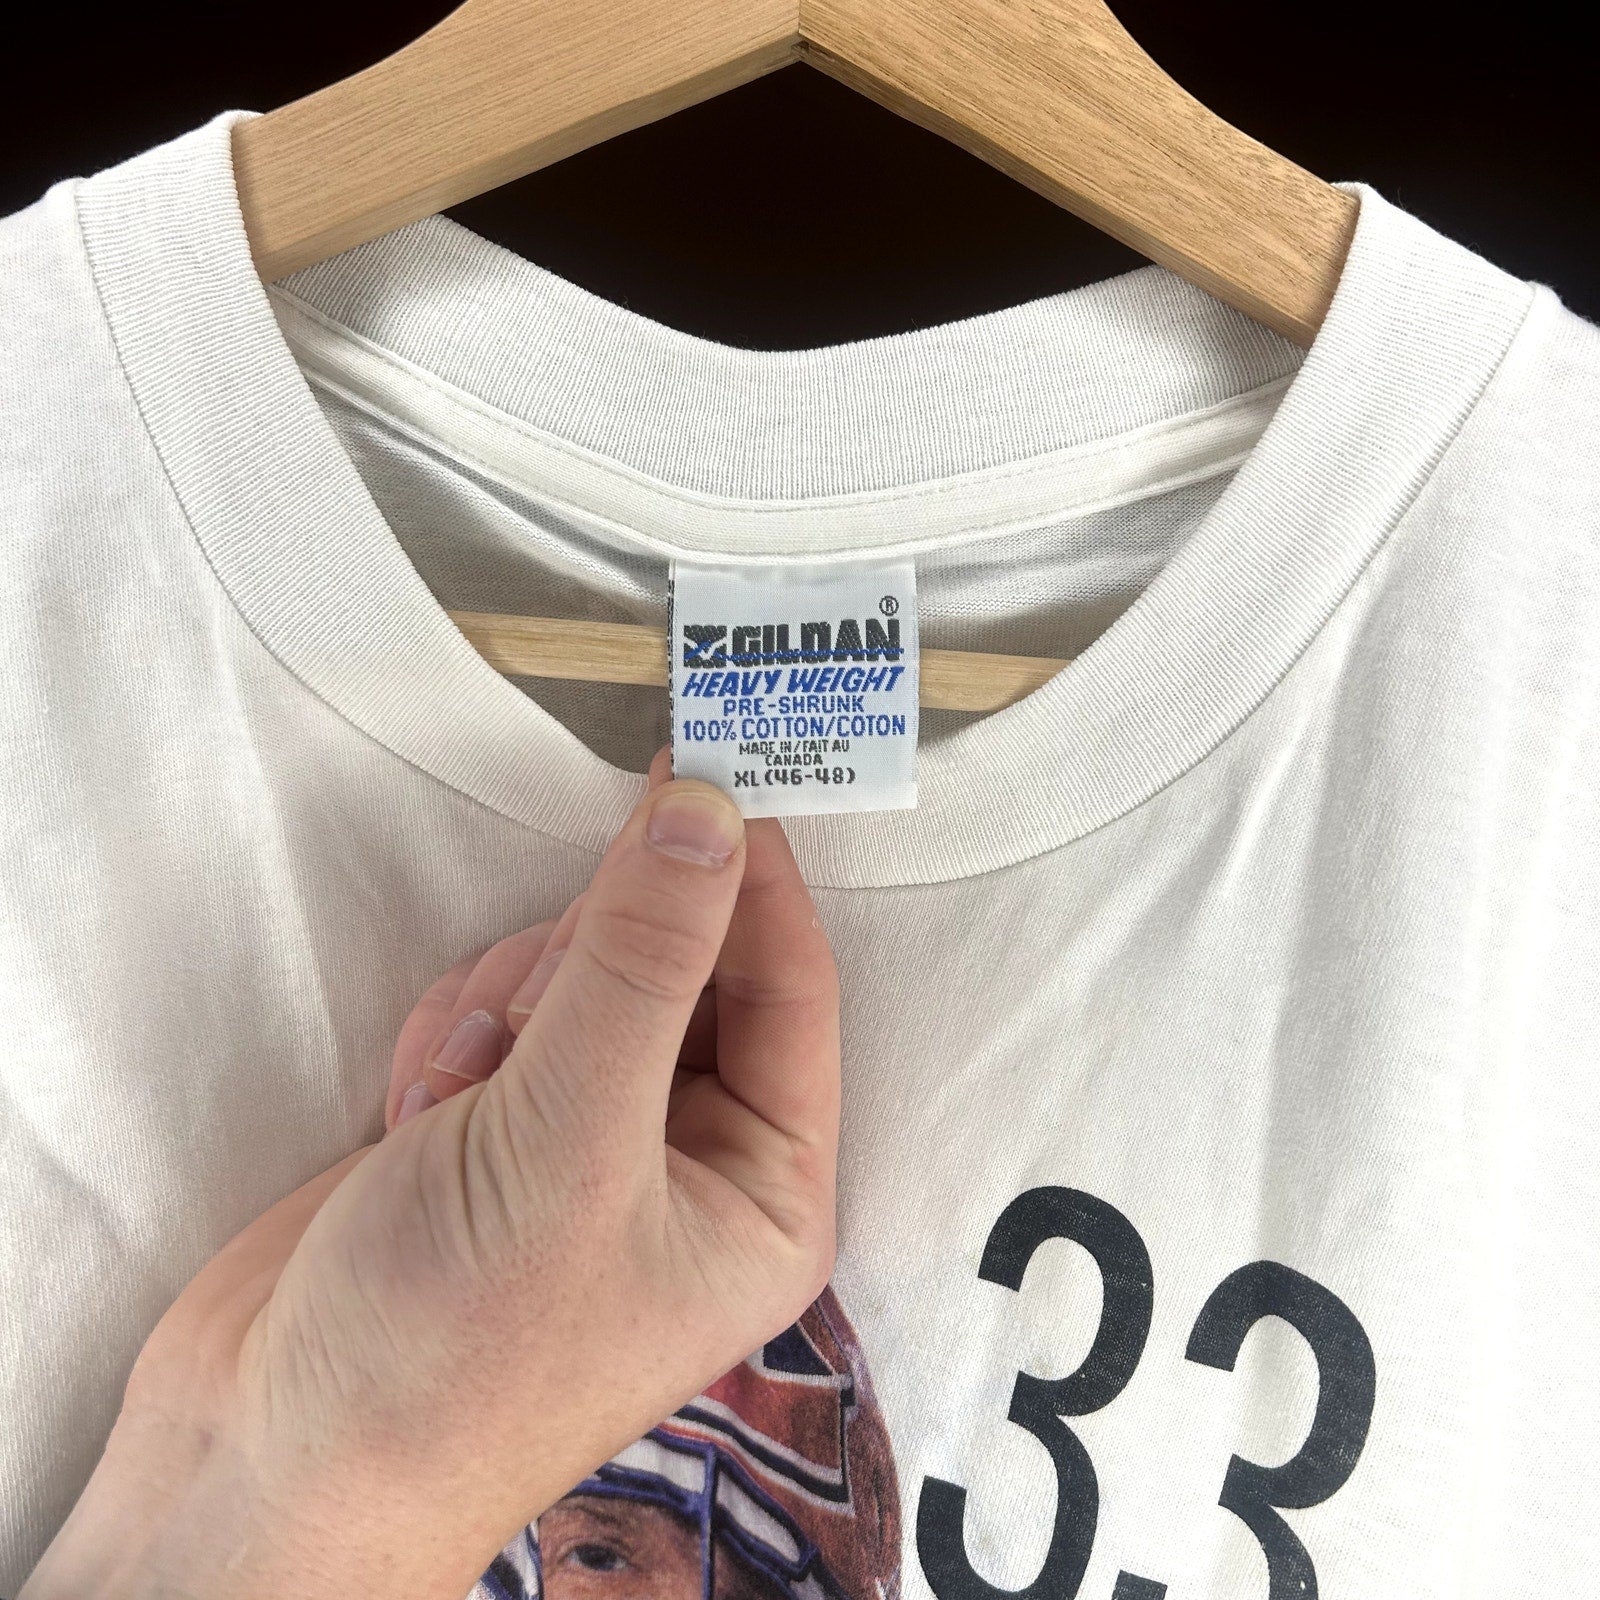 ®
GILDAN
HEAVY WEIGHT
PRE-SHRUNK
100% COTTON/COTON
MADE IN/FAIT AU
CANADA
XL (46-48)
33